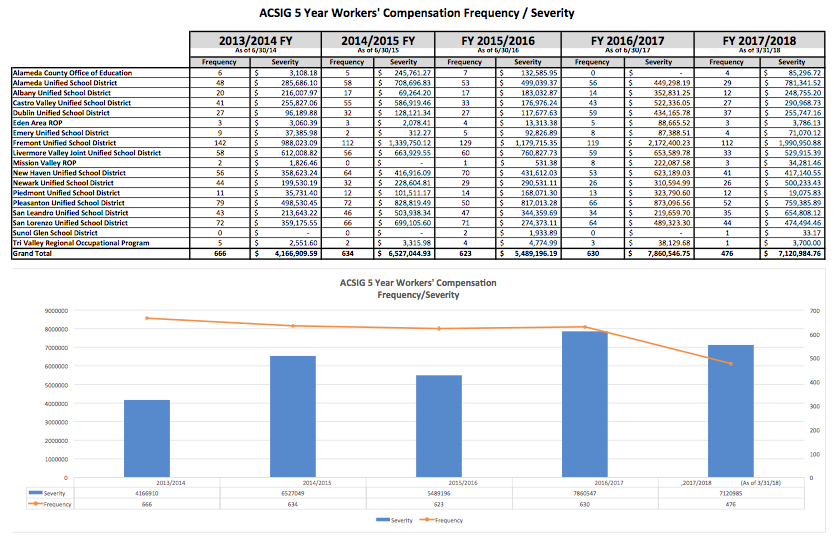 ACSIG 5 Year Workers' Compensation Frequency / Severity
2013/2014 FY 2014/2015 FY FY 2015/2016 FY 2016/2017 FY 2017/2018
As of 6/30/14 As of 6/30/15 As of 6/30/16 As of 6/30/17 As of 3/31/18
Frequency Severity Frequency Severity Frequency Severity Frequency Severity Frequency Severity
Alameda County Office of Education 6 $ 3,108.18 5 $ 245,761.27 7 $ 132,585.95 0 $ - 4 $ 85,296.72
Alameda Unified School District 48 $ 285,686.10 58 $ 708,696.83 53 $ 499,039.37 56 $ 449,298.19 29 $ 781,341.52
Albany Unified School District 20 $ 216,007.97 17 $ 69,264.20 17 $ 183,032.87 14 $ 352,831.25 12 $ 248,755.20
Castro Valley Unified School District 41 $ 255,827.06 55 $ 586,919.46 33 $ 176,976.24 43 $ 522,336.05 27 $ 290,968.73
Dublin Unified School District 27 $ 96,189.88 32 $ 128,121.34 27 $ 117,677.63 59 $ 434,165.78 37 $ 255,747.16
Eden Area ROP 3 $ 3,060.39 3 $ 2,078.41 4 $ 13,313.38 5 $ 88,665.52 3 $ 3,786.13
Emery Unified School District 9 $ 37,385.98 2 $ 312.27 5 $ 92,826.89 8 $ 87,388.51 4 $ 71,070.12
Fremont Unified School District 142 $ 988,023.09 112 $ 1,339,750.12 129 $ 1,179,715.35 119 $ 2,172,400.23 112 $ 1,990,950.88
Livermore Valley Joint Unified School District 58 $ 612,008.82 56 $ 663,929.55 60 $ 760,827.73 59 $ 653,589.78 33 $ 529,915.39
Mission Valley ROP 2 $ 1,826.46 0 $ - 1 $ 531.38 8 $ 222,087.58 3 $ 34,281.46
New Haven Unified School District 56 $ 358,623.24 64 $ 416,916.09 70 $ 431,612.03 53 $ 623,189.03 41 $ 417,140.55
Newark Unified School District 44 $ 199,530.19 32 $ 228,604.81 29 $ 290,531.11 26 $ 310,594.99 26 $ 500,233.43
Piedmont Unified School District 11 $ 35,731.40 12 $ 101,511.17 14 $ 168,071.30 13 $ 323,790.60 12 $ 19,075.83
Pleasanton Unified School District 79 $ 498,530.45 72 $ 828,819.49 50 $ 817,013.28 66 $ 873,096.56 52 $ 759,385.89
San Leandro Unified School District 43 $ 213,643.22 46 $ 503,938.34 47 $ 344,359.69 34 $ 219,659.70 35 $ 654,808.12
San Lorenzo Unified School District 72 $ 359,175.55 66 $ 699,105.60 71 $ 274,373.11 64 $ 489,323.30 44 $ 474,494.46
Sunol Glen School District 0 $ - 0 $ - 2 $ 1,933.89 0 $ - 1 $ 33.17
Tri Valley Regional Occupational Program 5 $ 2,551.60 2 $ 3,315.98 4 $ 4,774.99 3 $ 38,129.68 1 $ 3,700.00
Grand Total 666 $ 4,166,909.59 634 $ 6,527,044.93 623 $ 5,489,196.19 630 $ 7,860,546.75 476 $ 7,120,984.76
ACSIG 5 Year Workers' Compensation
Frequency/Severity
9000000 700
8000000 600
7000000
6000000 500
5000000 400
4000000 300
3000000
2000000 200
1000000 100
0 0
2013/2014 2014/2015 2015/2016 2016/2017 2017/2018 (As of 3/31/18)
Severity 4166910 6527049 5489196 7860547 7120985
Frequency 666 634 623 630 476
Severity Frequency